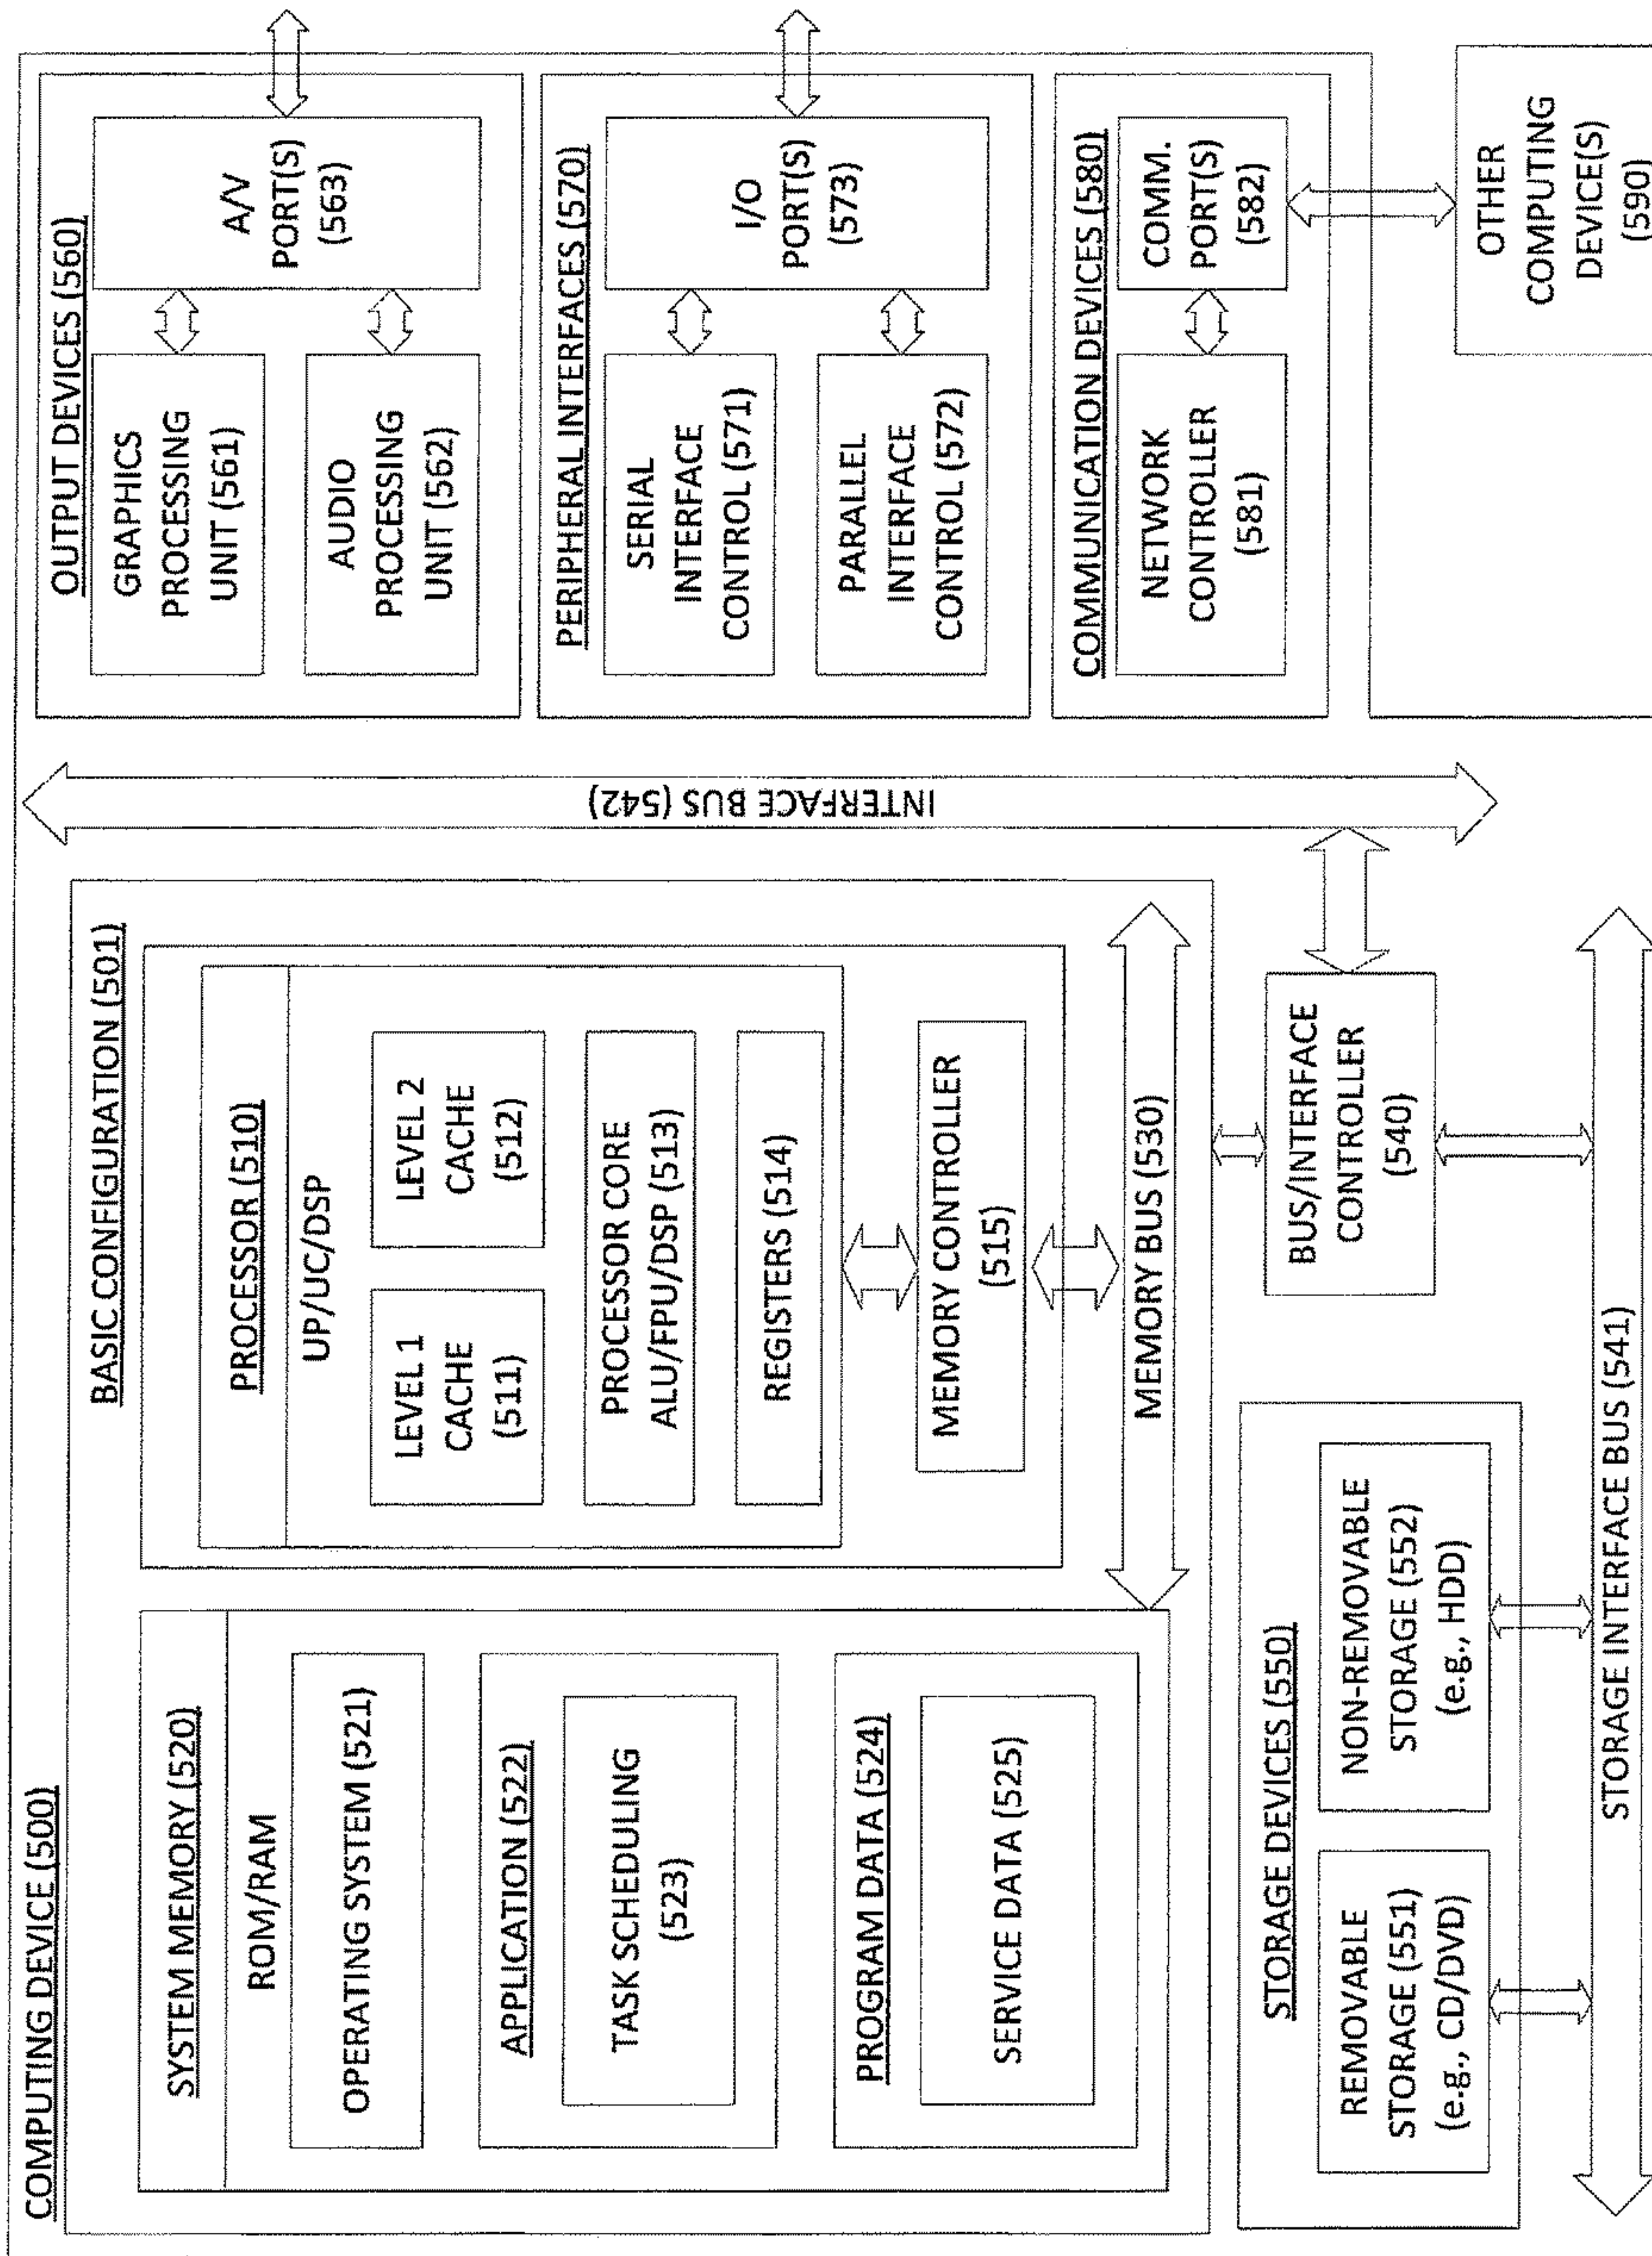 COMPUTING DEVICE (500)
BASIC CONFIGURATION (501)
SYSTEM MEMORY (520)
ROM/RAM
OPERATING SYSTEM (521)
APPLICATION (522)
TASK SCHEDULING
(523)
PROGRAM DATA (524)
SERVICE DATA (525)
PROCESSOR (510)
UP/UC/DSP
LEVEL 1
CACHE
(511)
LEVEL 2
CACHE
(512)
PROCESSOR CORE
ALU/FPU/DSP (513)
REGISTERS (514)
MEMORY CONTROLLER
(515)
MEMORY BUS (530)
BUS/INTERFACE
CONTROLLER
(540)
STORAGE DEVICES (550)
REMOVABLE
STORAGE (551)
(e.g., CD/DVD)
NON-REMOVABLE
STORAGE (552)
(e.g., HDD)
STORAGE INTERFACE BUS (541)
INTERFACE BUS (542)
OUTPUT DEVICES (560)
GRAPHICS
PROCESSING
UNIT (561)
AUDIO
PROCESSING
UNIT (562)
A/V
PORT(S)
(563)
PERIPHERAL INTERFACES (570)
SERIAL
INTERFACE
CONTROL (571)
PARALLEL
INTERFACE
CONTROL (572)
I/O
PORT(S)
(573)
COMMUNICATION DEVICES (580)
NETWORK
CONTROLLER
(581)
COMM.
PORT(S)
(582)
OTHER
COMPUTING
DEVICE(S)
(590)